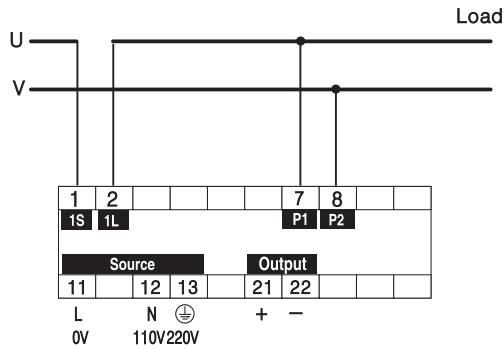 Load
U
V
1 2 7 8
1S 1L P1 P2
Source Output
11 12 13 21 22
L N + −
0V 110V 220V